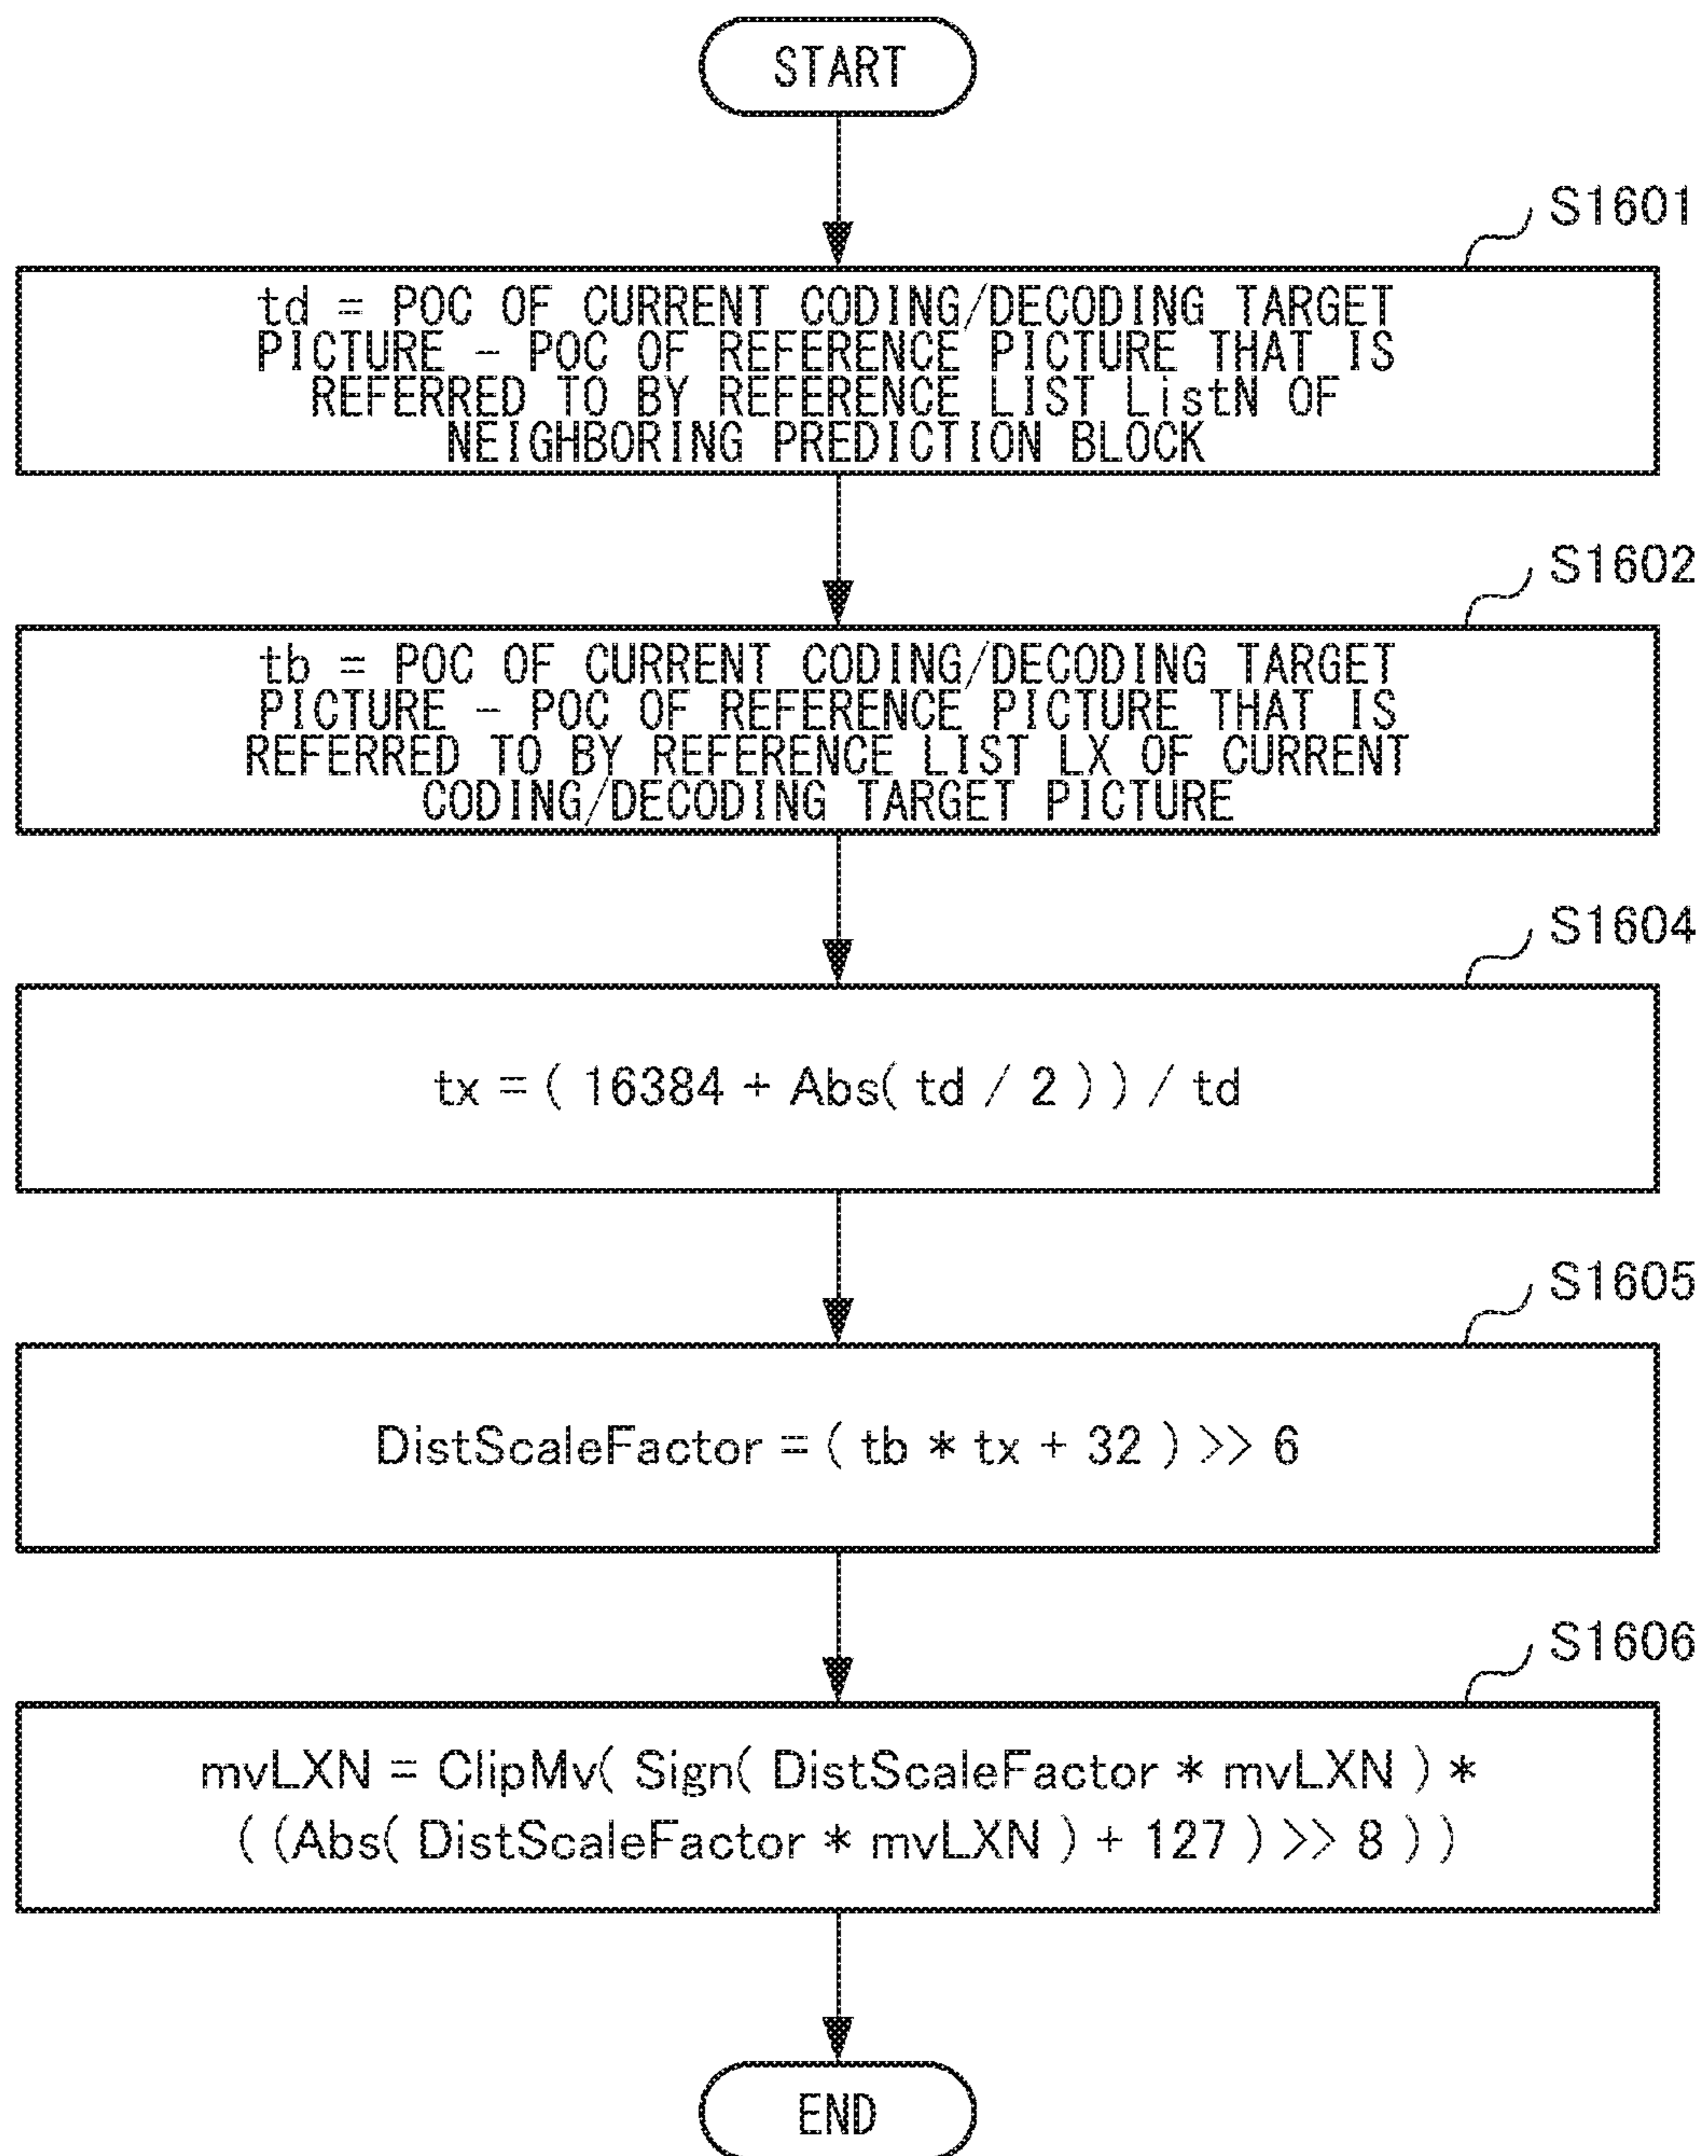 START
S1601
td = POC OF CURRENT CODING/DECODING TARGET
PICTURE - POC OF REFERENCE PICTURE THAT IS
REFERRED TO BY REFERENCE LIST ListN OF
NEIGHBORING PREDICTION BLOCK
S1602
tb = POC OF CURRENT CODING/DECODING TARGET
PICTURE - POC OF REFERENCE PICTURE THAT IS
REFERRED TO BY REFERENCE LIST LX OF CURRENT
CODING/DECODING TARGET PICTURE
S1604
tx = ( 16384 + Abs( td / 2 ) ) / td
S1605
DistScaleFactor = ( tb * tx + 32 ) >> 6
S1606
mvLXN = ClipMv( Sign( DistScaleFactor * mvLXN ) *
( (Abs( DistScaleFactor * mvLXN ) + 127 ) >> 8 ) )
END